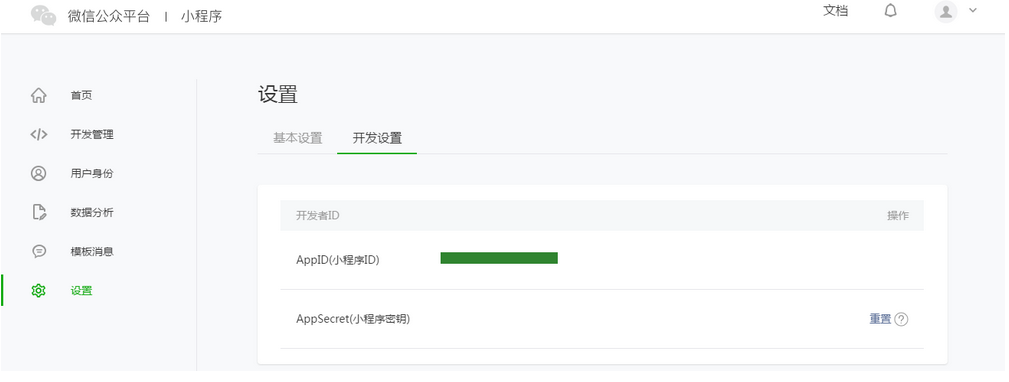 微信公众平台 | 小程序
文档
首页
开发管理
用户身份
数据分析
模板消息
设置
设置
基本设置 开发设置
开发者ID 操作
AppID(小程序ID)
AppSecret(小程序密钥) 重置 ?